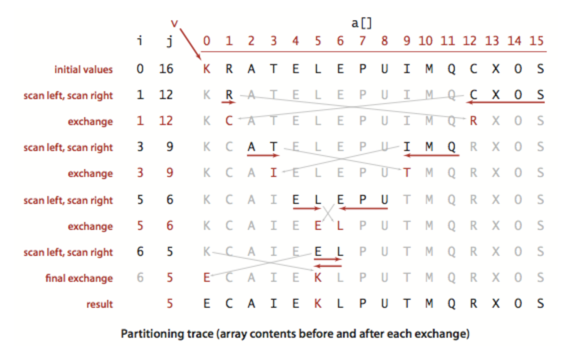 v a[]
i j 0 1 2 3 4 5 6 7 8 9 10 11 12 13 14 15
initial values 0 16 K R A T E L E P U I M Q C X O S
scan left, scan right 1 12 K R A T E L E P U I M Q C X O S
exchange 1 12 K C A T E L E P U I M Q R X O S
scan left, scan right 3 9 K C A T E L E P U I M Q R X O S
exchange 3 9 K C A I E L E P U T M Q R X O S
scan left, scan right 5 6 K C A I E L E P U T M Q R X O S
exchange 5 6 K C A I E E L P U T M Q R X O S
scan left, scan right 6 5 K C A I E E L P U T M Q R X O S
final exchange 6 5 E C A I E K L P U T M Q R X O S
result 5 E C A I E K L P U T M Q R X O S
Partitioning trace (array contents before and after each exchange)